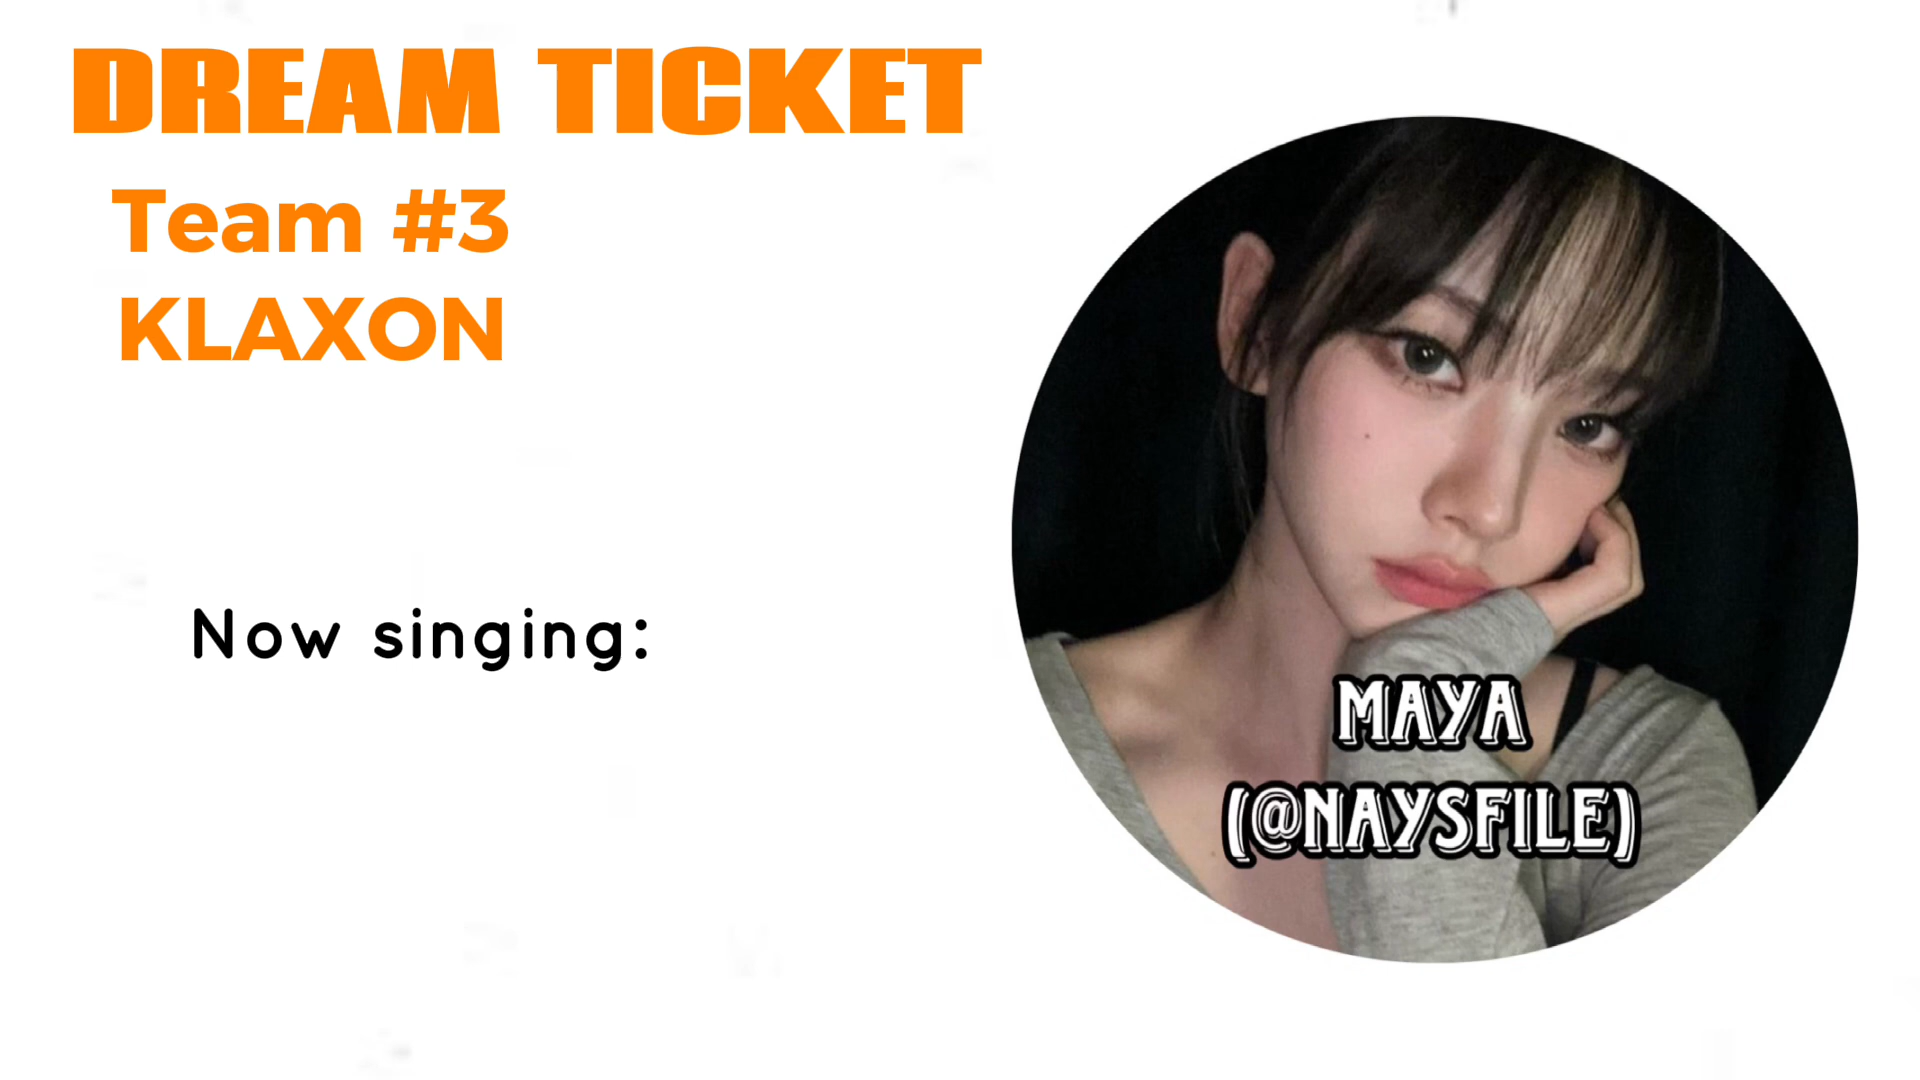 DREAM TICKET
Team #3
KLAXON
Now singing:
MAYA
(@NAYSFILE)